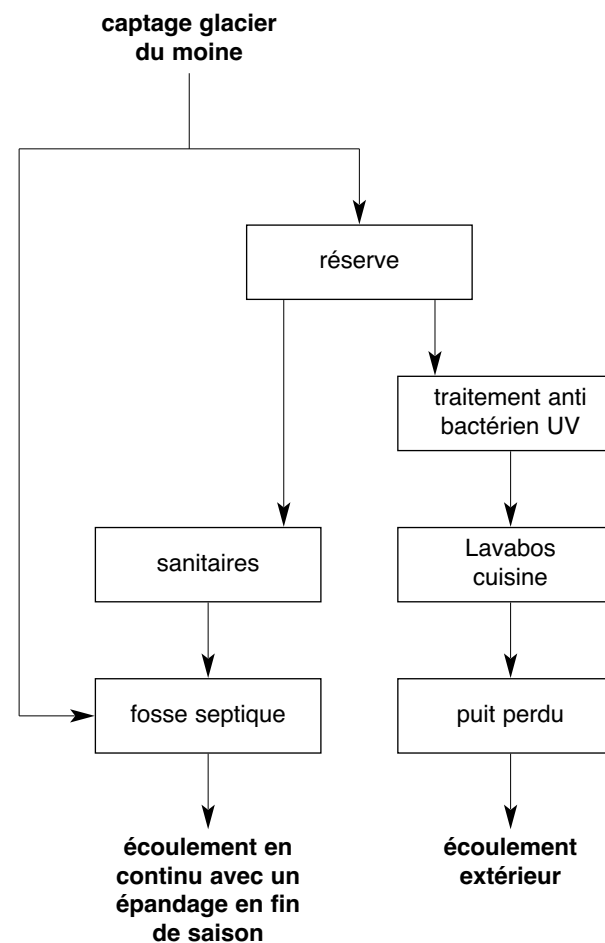 captage glacier
du moine
réserve
traitement anti
bactérien UV
sanitaires
Lavabos
cuisine
fosse septique
puit perdu
écoulement en
continu avec un
épandage en fin
de saison
écoulement
extérieur